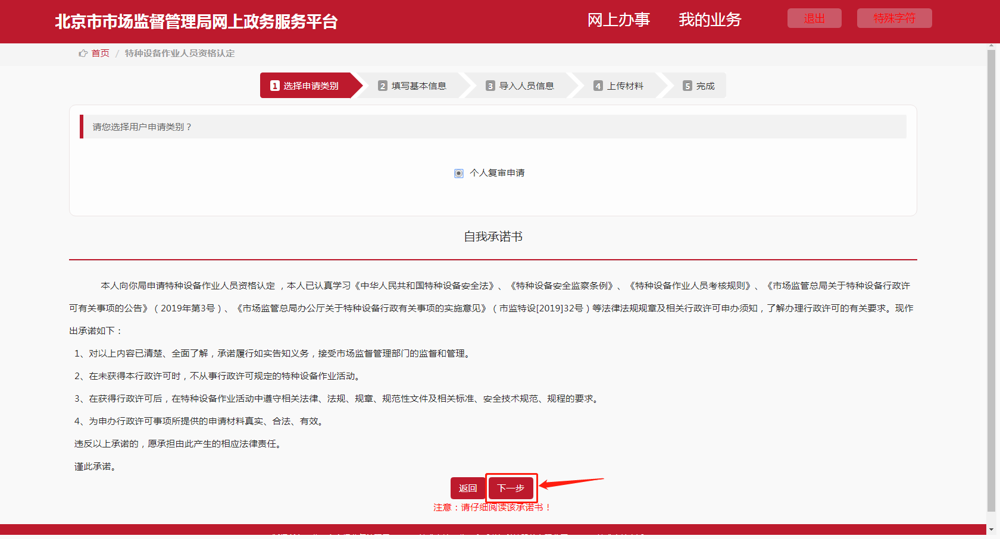 北京市市场监督管理局网上政务服务平台
网上办事
我的业务
退出
特殊字符
首页 / 特种设备作业人员资格认定
1 选择申请类别
2 填写基本信息
3 导入人员信息
4 上传材料
5 完成
请您选择用户申请类别？
个人复审申请
自我承诺书
本人向你局申请特种设备作业人员资格认定，本人已认真学习《中华人民共和国特种设备安全法》、《特种设备安全监察条例》、《特种设备作业人员考核规则》、《市场监管总局关于特种设备行政许
可有关事项的公告》（2019年第3号）、《市场监管总局办公厅关于特种设备行政有关事项的实施意见》（市监特设[2019]32号）等法律法规规章及相关行政许可申办须知，了解办理行政许可的有关要求。现作
出承诺如下：
1、对以上内容已清楚、全面了解，承诺履行如实告知义务，接受市场监督管理部门的监督和管理。
2、在未获得本行政许可时，不从事行政许可规定的特种设备作业活动。
3、在获得行政许可后，在特种设备作业活动中遵守相关法律、法规、规章、规范性文件及相关标准、安全技术规范、规程的要求。
4、为申办行政许可事项所提供的申请材料真实、合法、有效。
违反以上承诺的，愿承担由此产生的相应法律责任。
谨此承诺。
返回
下一步
注意：请仔细阅读该承诺书！